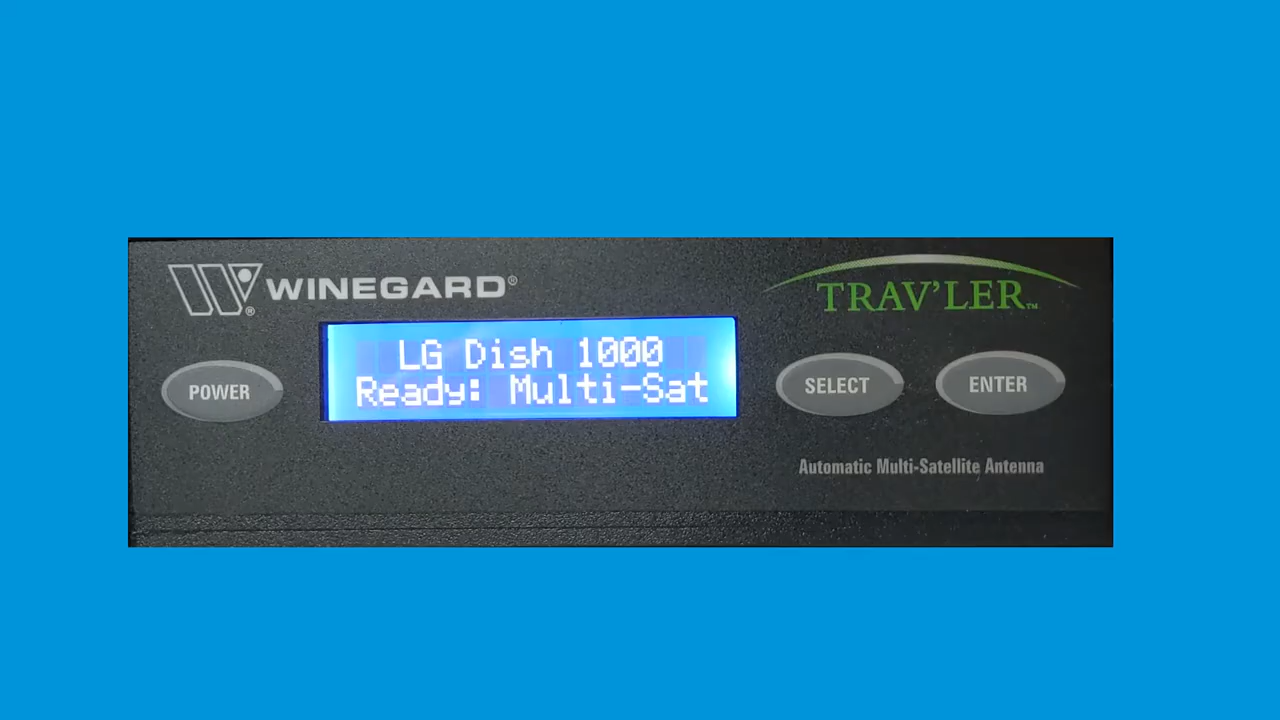 WINEGARD®
TRAV'LER™
LG Dish 1000
Ready: Multi-Sat
POWER
SELECT
ENTER
Automatic Multi-Satellite Antenna